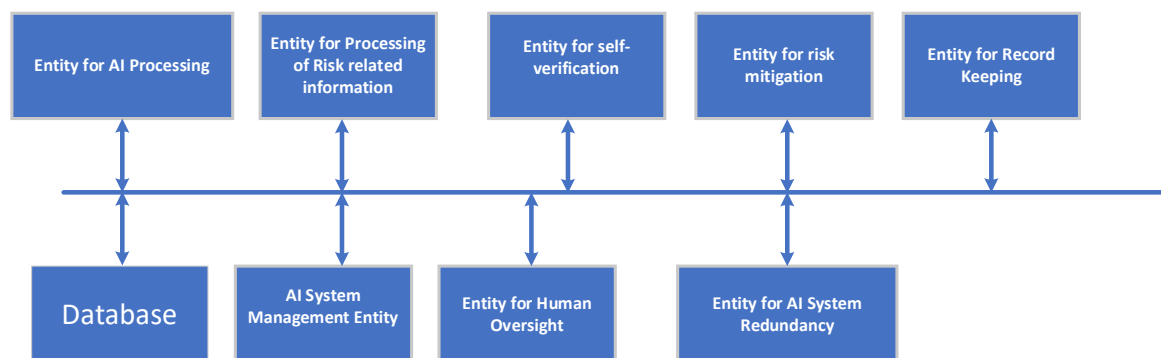 Entity for AI Processing
Entity for Processing
of Risk related
information
Entity for self-
verification
Entity for risk
mitigation
Entity for Record
Keeping
Database
AI System
Management Entity
Entity for Human
Oversight
Entity for AI System
Redundancy